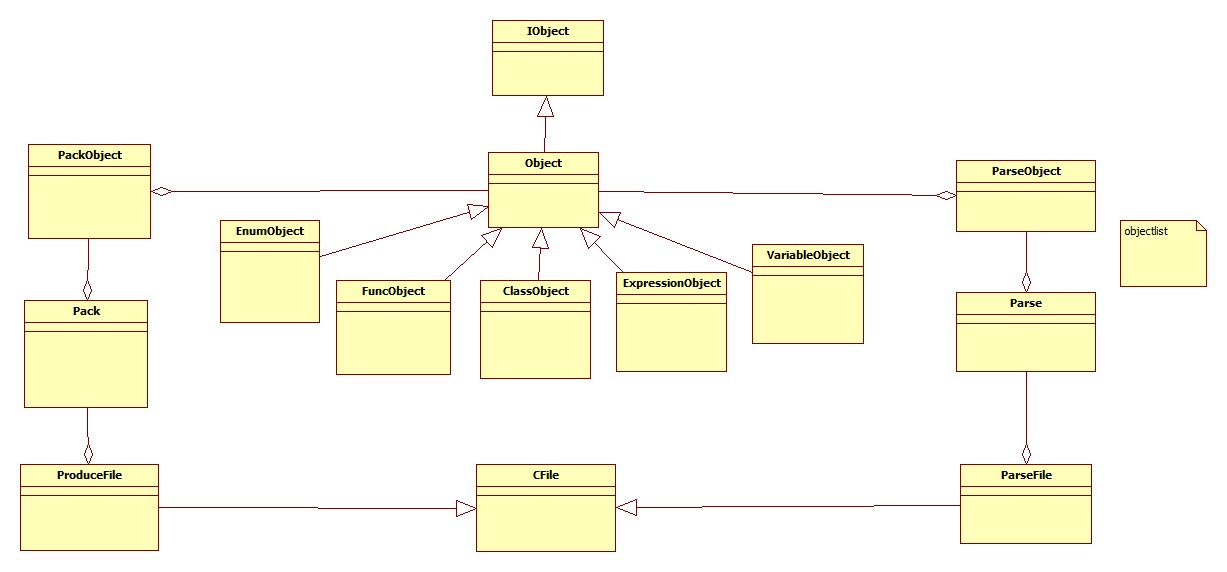 IObject
PackObject
Object
ParseObject
EnumObject
objectlist
VariableObject
FuncObject
ClassObject
ExpressionObject
Pack
Parse
ProduceFile
CFile
ParseFile